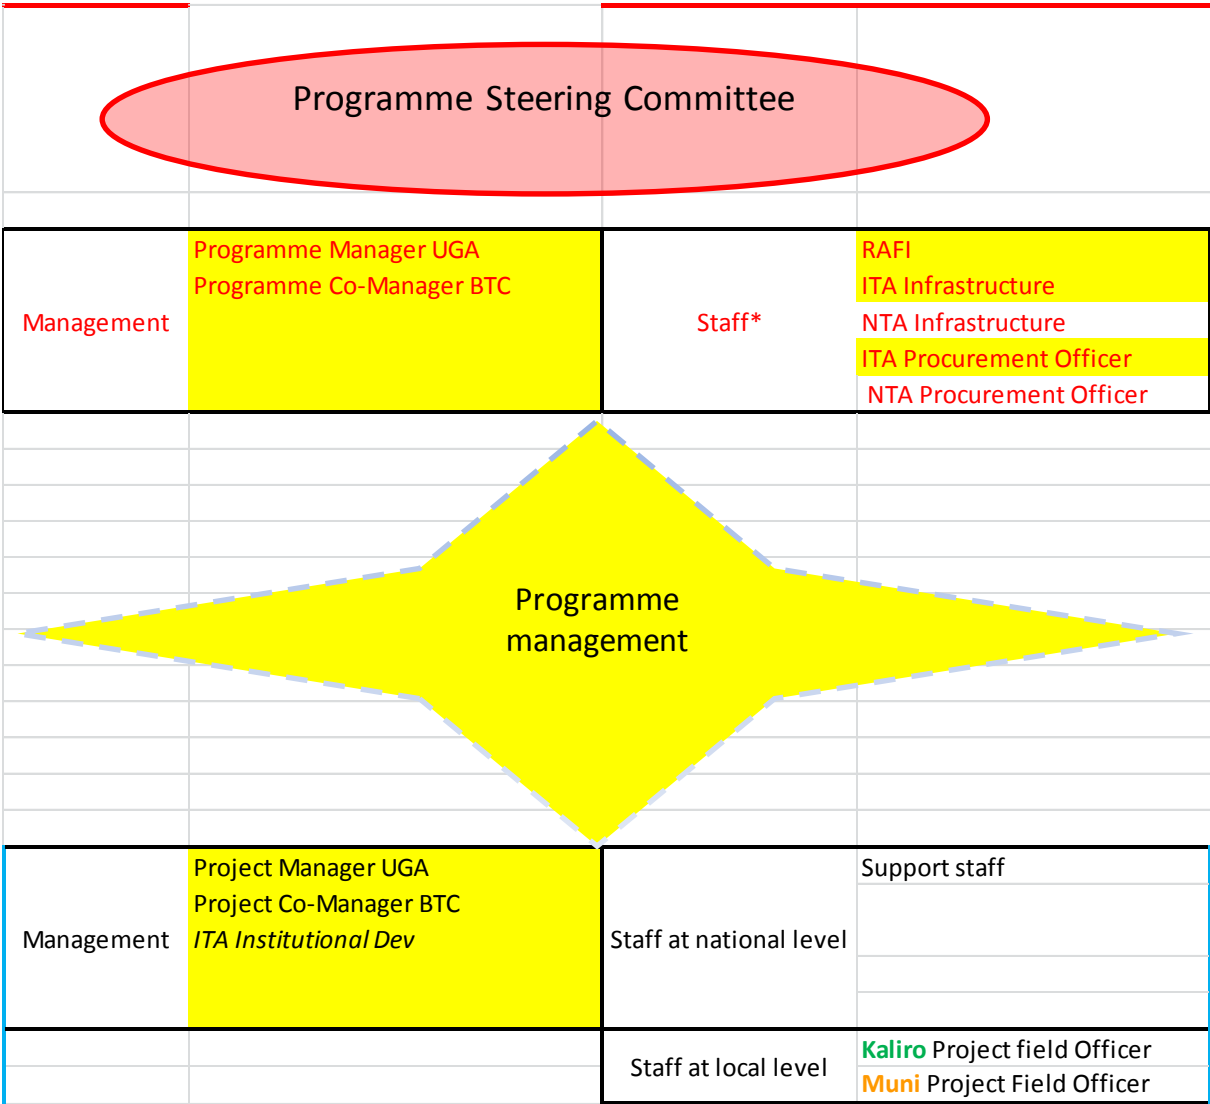 Programme Steering Committee
Management
Programme Manager UGA
Programme Co-Manager BTC
Staff*
RAFI
ITA Infrastructure
NTA Infrastructure
ITA Procurement Officer
NTA Procurement Officer
Programme
management
Management
Project Manager UGA
Project Co-Manager BTC
ITA Institutional Dev
Staff at national level
Support staff
Staff at local level
Kaliro Project field Officer
Muni Project Field Officer